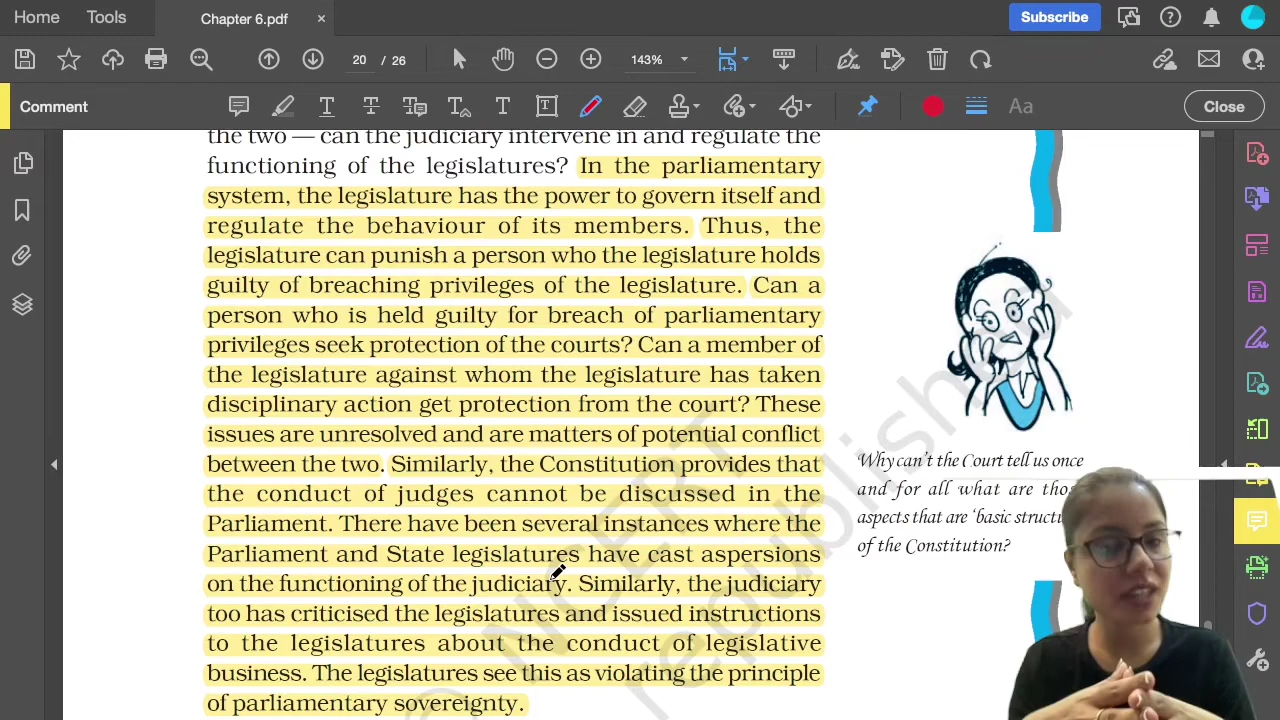 Home
Tools
Chapter 6.pdf
×
Subscribe
20 / 26
143%
Comment
Aa
Close
the two — can the judiciary intervene in and regulate the
functioning of the legislatures? In the parliamentary
system, the legislature has the power to govern itself and
regulate the behaviour of its members. Thus, the
legislature can punish a person who the legislature holds
guilty of breaching privileges of the legislature. Can a
person who is held guilty for breach of parliamentary
privileges seek protection of the courts? Can a member of
the legislature against whom the legislature has taken
disciplinary action get protection from the court? These
issues are unresolved and are matters of potential conflict
between the two. Similarly, the Constitution provides that
the conduct of judges cannot be discussed in the
Parliament. There have been several instances where the
Parliament and State legislatures have cast aspersions
on the functioning of the judiciary. Similarly, the judiciary
too has criticised the legislatures and issued instructions
to the legislatures about the conduct of legislative
business. The legislatures see this as violating the principle
of parliamentary sovereignty.
Why can't the Court tell us once
and for all what are
aspects that are 'basic
of the Constitution?
© NCERT
republished